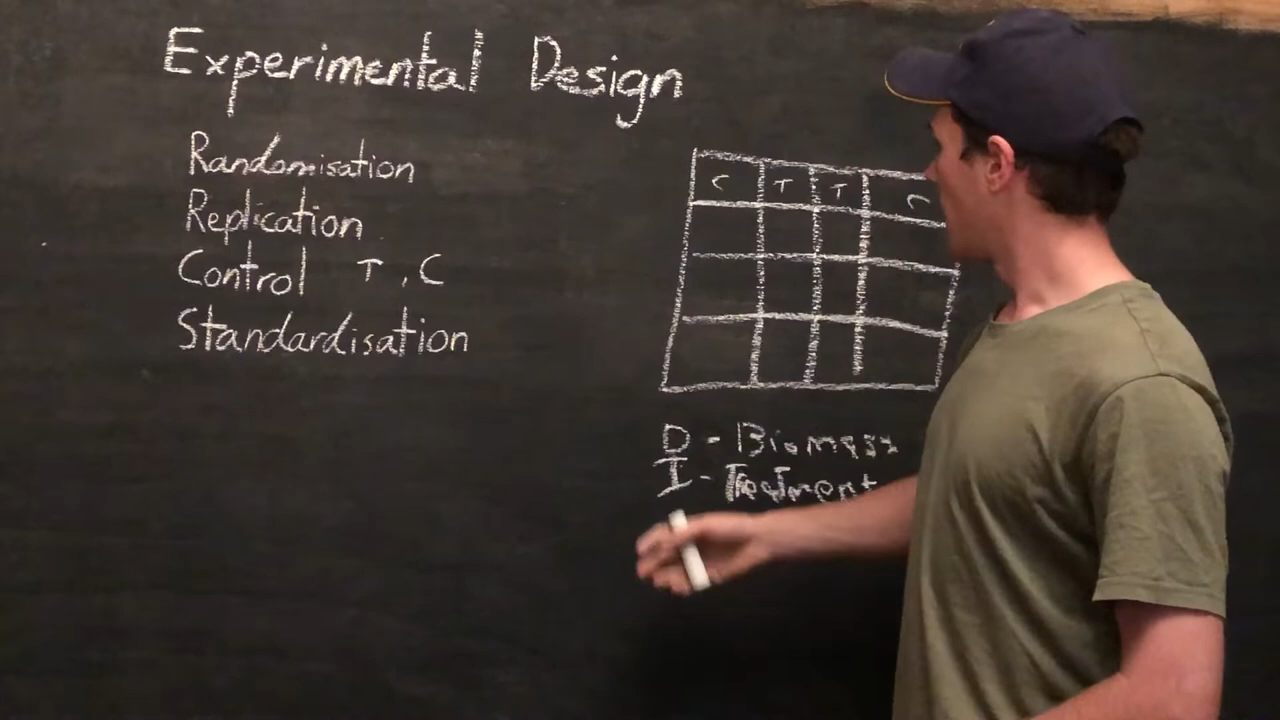 Experimental Design
Randomisation
Replication
Control T, C
Standardisation
C T T C
D - Biomass
I - Treatment